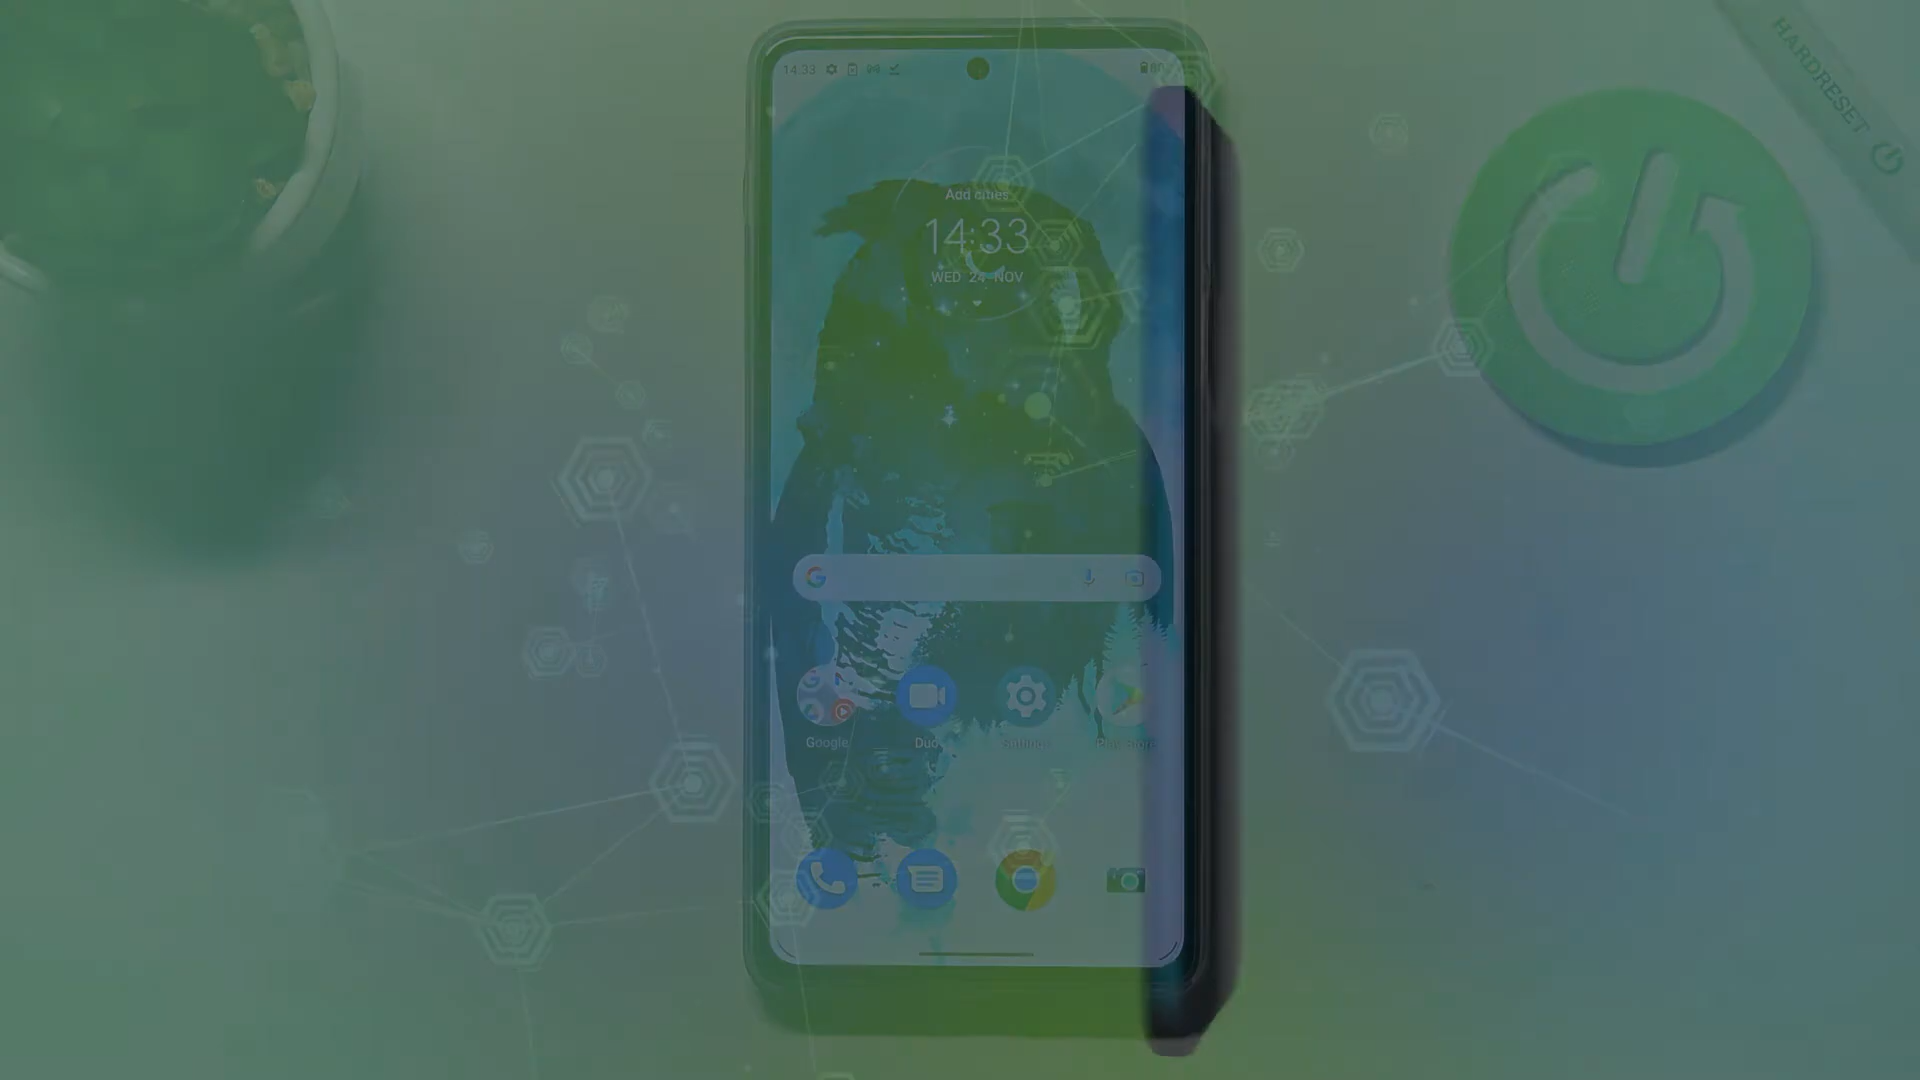 14:33
80
HARDRESET
Add cities
14:33
WED 24 NOV
Google
Duo
Settings
Play Store